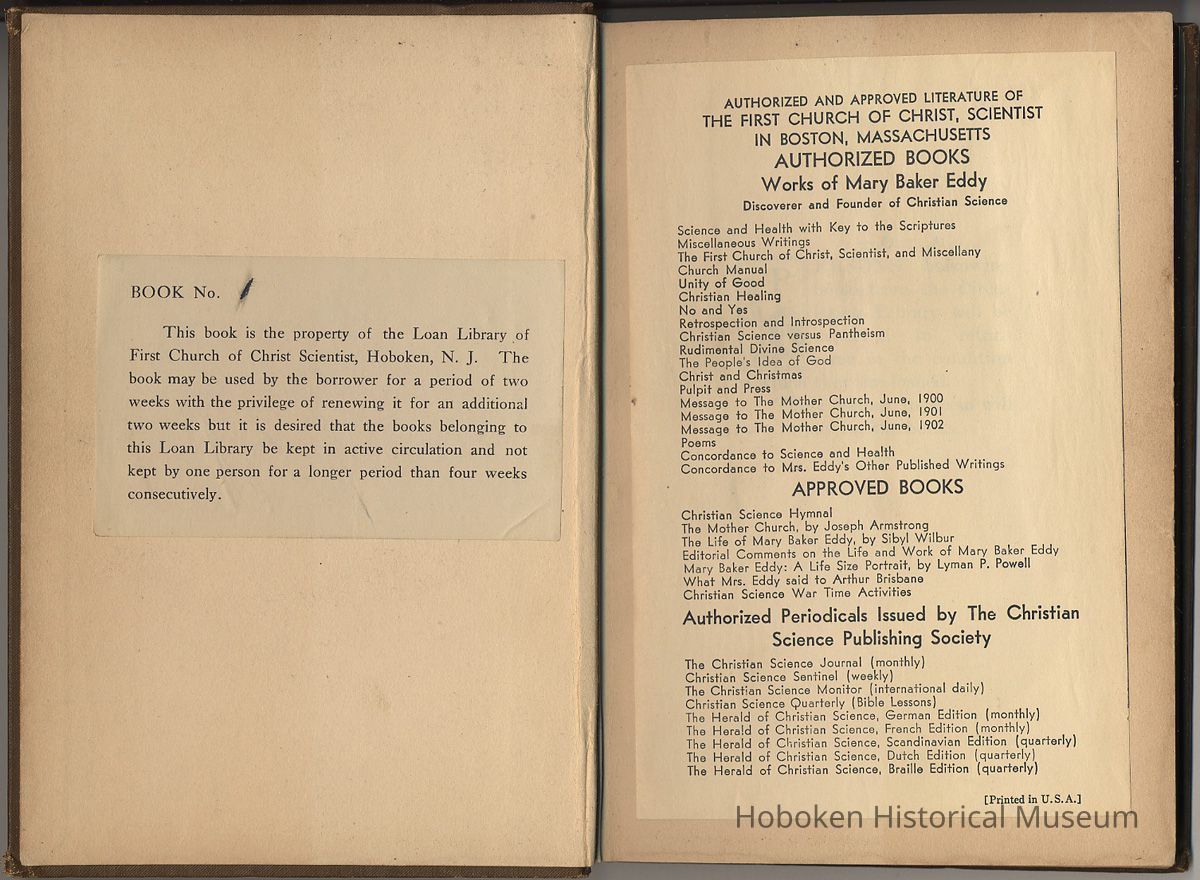 BOOK No.
This book is the property of the Loan Library of
First Church of Christ Scientist, Hoboken, N. J. The
book may be used by the borrower for a period of two
weeks with the privilege of renewing it for an additional
two weeks but it is desired that the books belonging to
this Loan Library be kept in active circulation and not
kept by one person for a longer period than four weeks
consecutively.
AUTHORIZED AND APPROVED LITERATURE OF
THE FIRST CHURCH OF CHRIST, SCIENTIST
IN BOSTON, MASSACHUSETTS
AUTHORIZED BOOKS
Works of Mary Baker Eddy
Discoverer and Founder of Christian Science
Science and Health with Key to the Scriptures
Miscellaneous Writings
The First Church of Christ, Scientist, and Miscellany
Church Manual
Unity of Good
Christian Healing
No and Yes
Retrospection and Introspection
Christian Science versus Pantheism
Rudimental Divine Science
The People's Idea of God
Christ and Christmas
Pulpit and Press
Message to The Mother Church, June, 1900
Message to The Mother Church, June, 1901
Message to The Mother Church, June, 1902
Poems
Concordance to Science and Health
Concordance to Mrs. Eddy's Other Published Writings
APPROVED BOOKS
Christian Science Hymnal
The Mother Church, by Joseph Armstrong
The Life of Mary Baker Eddy, by Sibyl Wilbur
Editorial Comments on the Life and Work of Mary Baker Eddy
Mary Baker Eddy: A Life Size Portrait, by Lyman P. Powell
What Mrs. Eddy said to Arthur Brisbane
Christian Science War Time Activities
Authorized Periodicals Issued by The Christian
Science Publishing Society
The Christian Science Journal (monthly)
Christian Science Sentinel (weekly)
The Christian Science Monitor (international daily)
Christian Science Quarterly (Bible Lessons)
The Herald of Christian Science, German Edition (monthly)
The Herald of Christian Science, French Edition (monthly)
The Herald of Christian Science, Scandinavian Edition (quarterly)
The Herald of Christian Science, Dutch Edition (quarterly)
The Herald of Christian Science, Braille Edition (quarterly)
[Printed in U. S. A.]
Hoboken Historical Museum